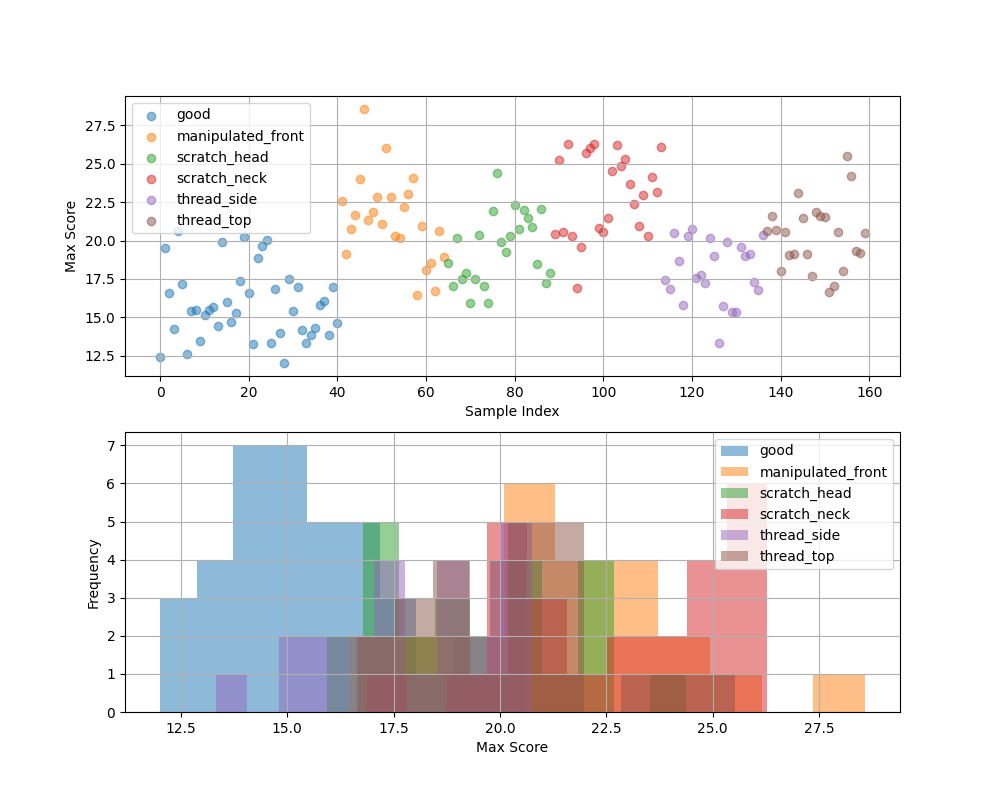 27.5
25.0
22.5
20.0
17.5
15.0
12.5
Max Score
good
manipulated_front
scratch_head
scratch_neck
thread_side
thread_top
0 20 40 60 80 100 120 140 160
Sample Index
7
6
5
4
3
2
1
0
Frequency
good
manipulated_front
scratch_head
scratch_neck
thread_side
thread_top
12.5 15.0 17.5 20.0 22.5 25.0 27.5
Max Score